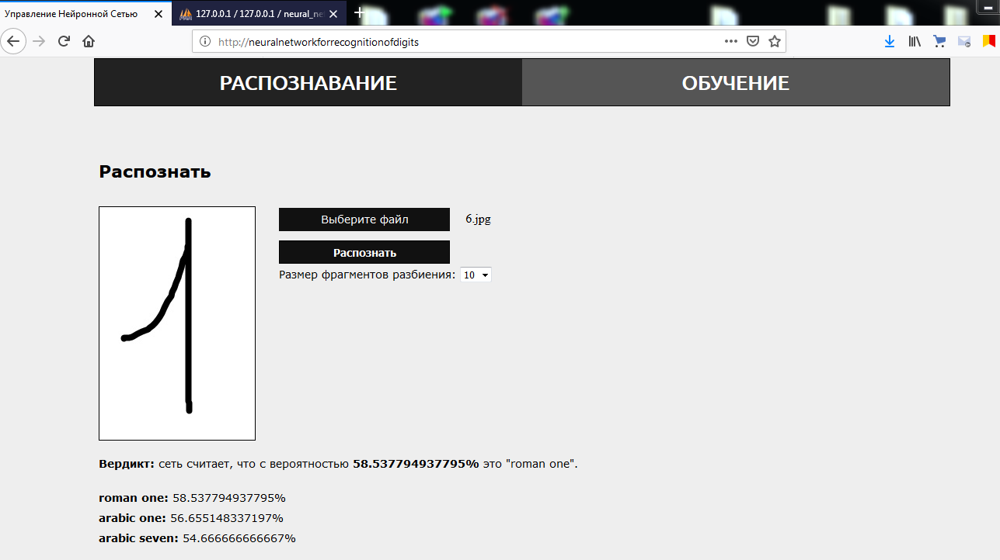 Управление Нейронной Сетью
127.0.0.1 / 127.0.0.1 / neural_ne
http://neuralnetworkforrecognitionofdigits
РАСПОЗНАВАНИЕ
ОБУЧЕНИЕ
Распознать
Выберите файл 6.jpg
Распознать
Размер фрагментов разбиения: 10
Вердикт: сеть считает, что с вероятностью 58.537794937795% это "roman one".
roman one: 58.537794937795%
arabic one: 56.655148337197%
arabic seven: 54.666666666667%